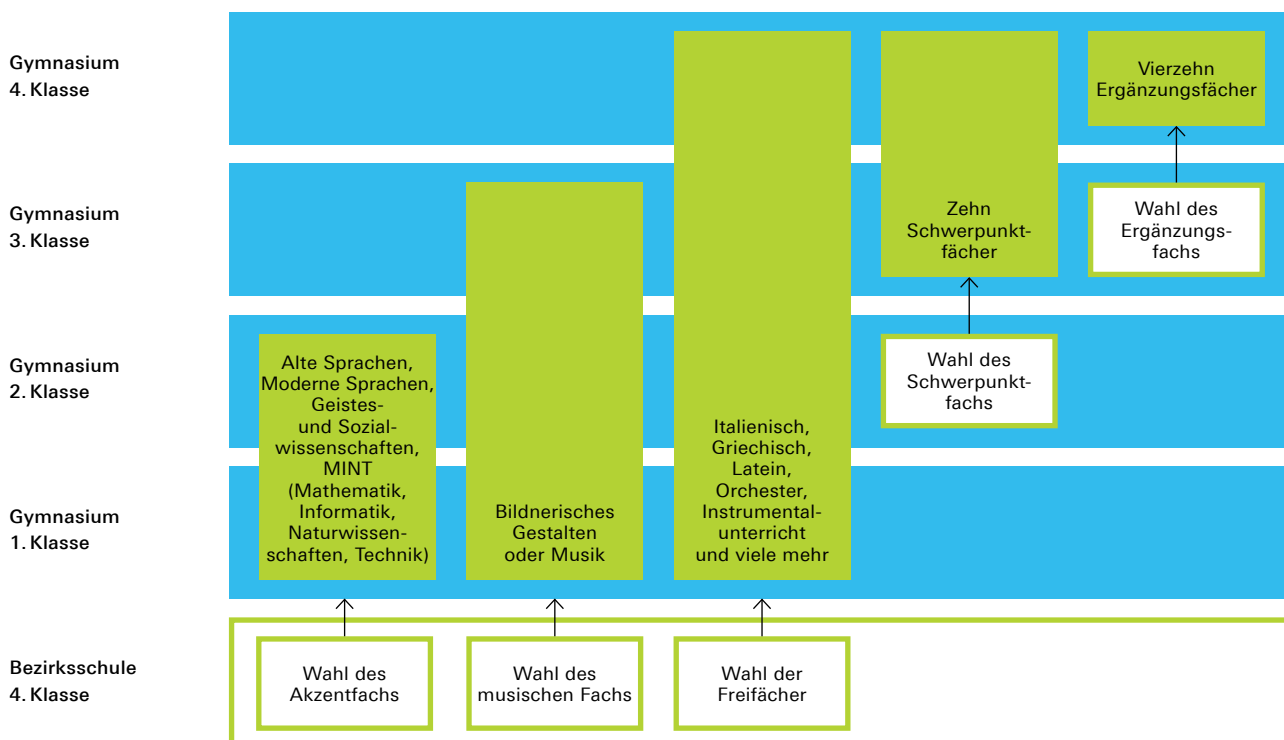 Gymnasium
4. Klasse
Vierzehn
Ergänzungsfächer
Gymnasium
3. Klasse
Zehn
Schwerpunkt-
fächer
Wahl des
Ergänzungs-
fachs
Gymnasium
2. Klasse
Alte Sprachen,
Moderne Sprachen,
Geistes-
und Sozial-
wissenschaften,
MINT
(Mathematik,
Informatik,
Naturwissen-
schaften, Technik)
Wahl des
Schwerpunkt-
fachs
Gymnasium
1. Klasse
Bildnerisches
Gestalten
oder Musik
Italienisch,
Griechisch,
Latein,
Orchester,
Instrumental-
unterricht
und viele mehr
Bezirksschule
4. Klasse
Wahl des
Akzentfachs
Wahl des
musischen Fachs
Wahl der
Freifächer